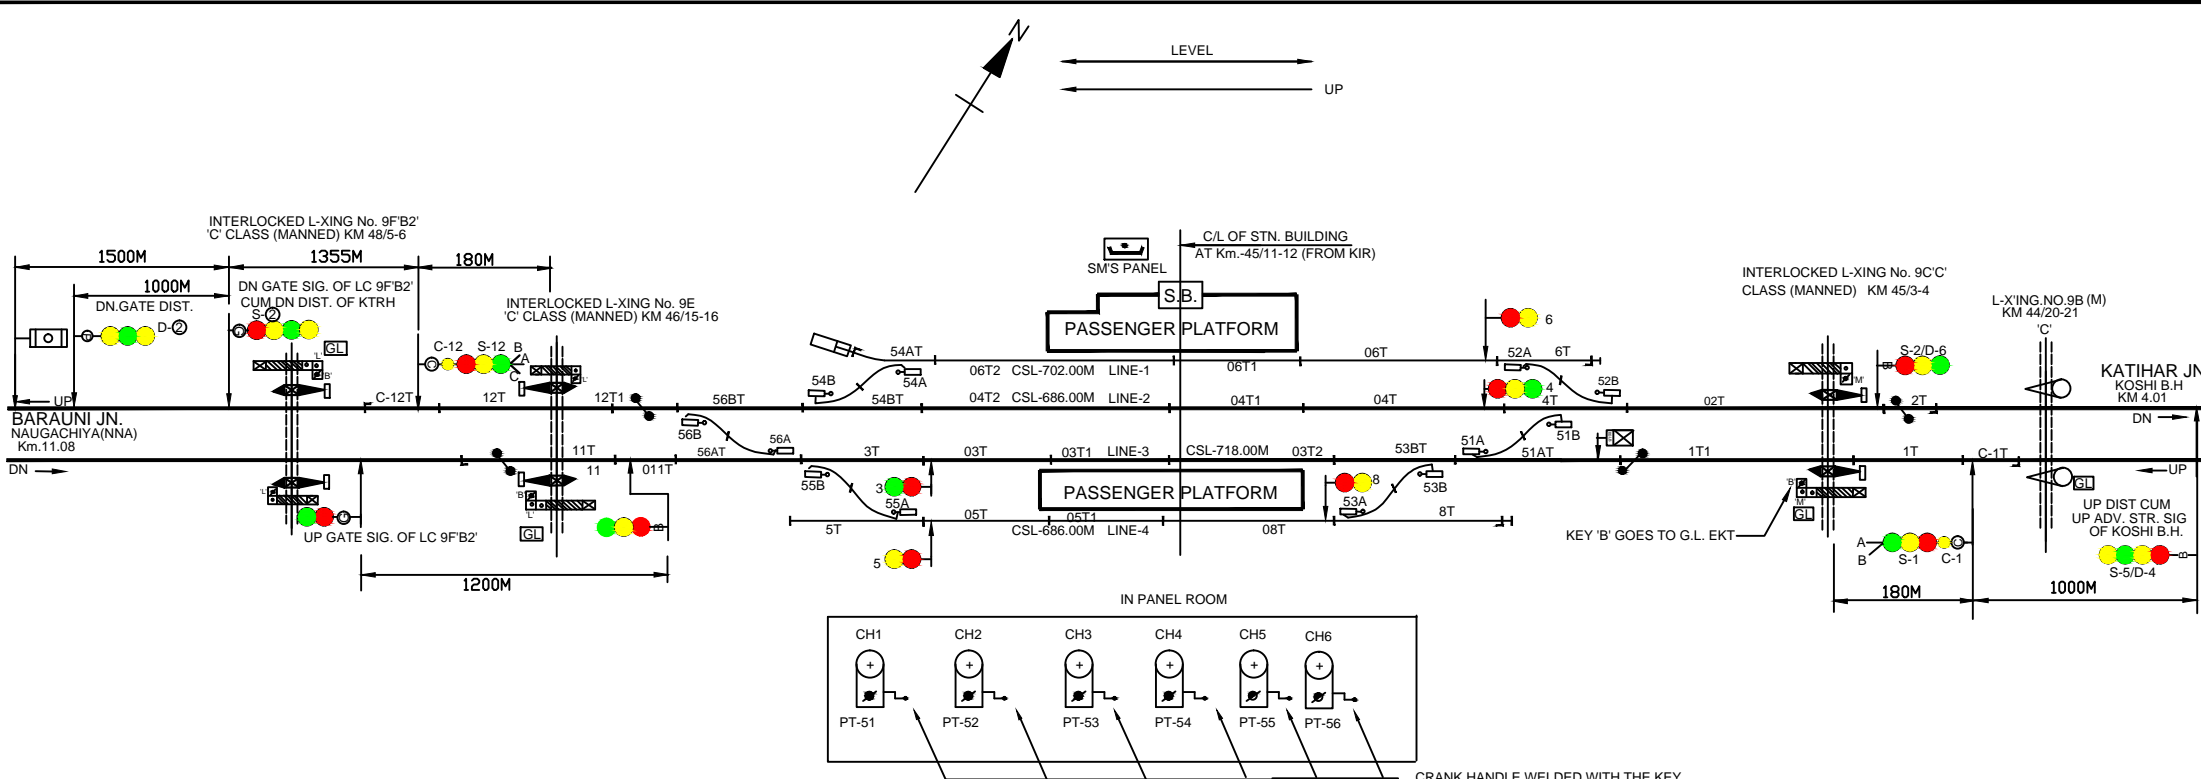 N
LEVEL
UP
INTERLOCKED L-XING No. 9F'B2'
'C' CLASS (MANNED) KM 48/5-6
1500M
1355M
180M
1000M
DN.GATE DIST.
D-2
DN GATE SIG. OF LC 9F'B2'
CUM DN DIST. OF KTRH
S-2
GL
'L'
'B'
INTERLOCKED L-XING No. 9E
'C' CLASS (MANNED) KM 46/15-16
C-12 S-12 B
A
C
'L'
SM'S PANEL
C/L OF STN. BUILDING
AT Km.-45/11-12 (FROM KIR)
S.B.
PASSENGER PLATFORM
6
INTERLOCKED L-XING No. 9C'C'
CLASS (MANNED) KM 45/3-4
L-X'ING.NO.9B (M)
KM 44/20-21
'C'
S-2/D-6
B
'M'
KATIHAR JN
KOSHI B.H
KM 4.01
DN
54AT
06T2 CSL-702.00M LINE-1
06T1
06T
52A
6T
54B
54A
4
52B
UP
C-12T
12T
12T1
56BT
54BT
04T2 CSL-686.00M LINE-2
04T1
04T
4T
02T
2T
BARAUNI JN.
NAUGACHIYA(NNA)
Km.11.08
DN
56B
56A
51A
51B
11T
11
011T
56AT
3T
03T
03T1 LINE-3
CSL-718.00M 03T2
53BT
51AT
1T1
1T
C-1T
UP
'L'
'B'
'L'
GL
UP GATE SIG. OF LC 9F'B2'
B
55B
3
55A
PASSENGER PLATFORM
8
53A
53B
'B'
'M'
GL
GL
5T
05T
05T1
CSL-686.00M LINE-4
08T
8T
5
KEY 'B' GOES TO G.L. EKT
A
B
S-1 C-1
UP DIST CUM
UP ADV. STR. SIG
OF KOSHI B.H.
B
S-5/D-4
1200M
180M
1000M
IN PANEL ROOM
CH1 CH2 CH3 CH4 CH5 CH6
PT-51 PT-52 PT-53 PT-54 PT-55 PT-56
CRANK HANDLE WELDED WITH THE KEY